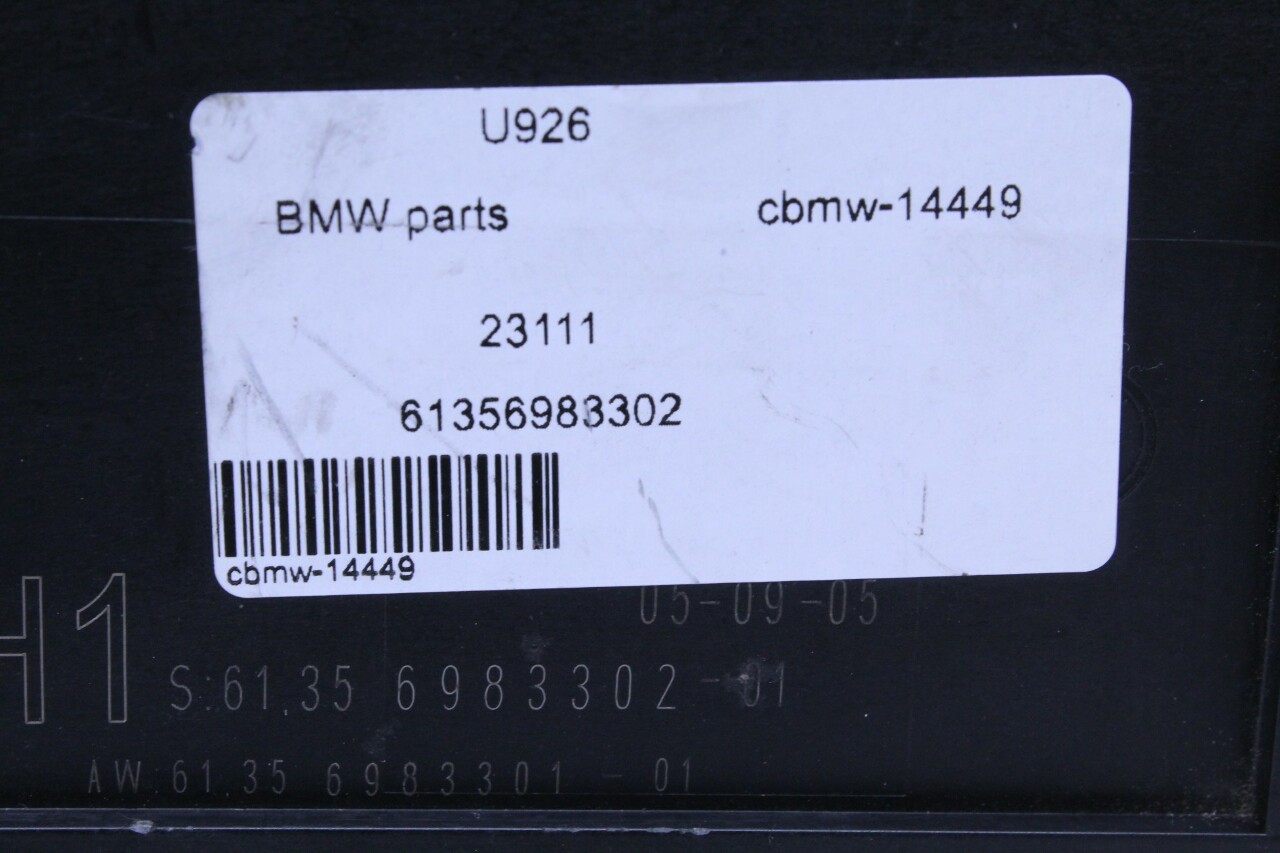 U926
BMW parts cbmw-14449
23111
61356983302
cbmw-14449
05-09-05
H1
S:61.35 6983302-01
AW 61.35 6983301-01